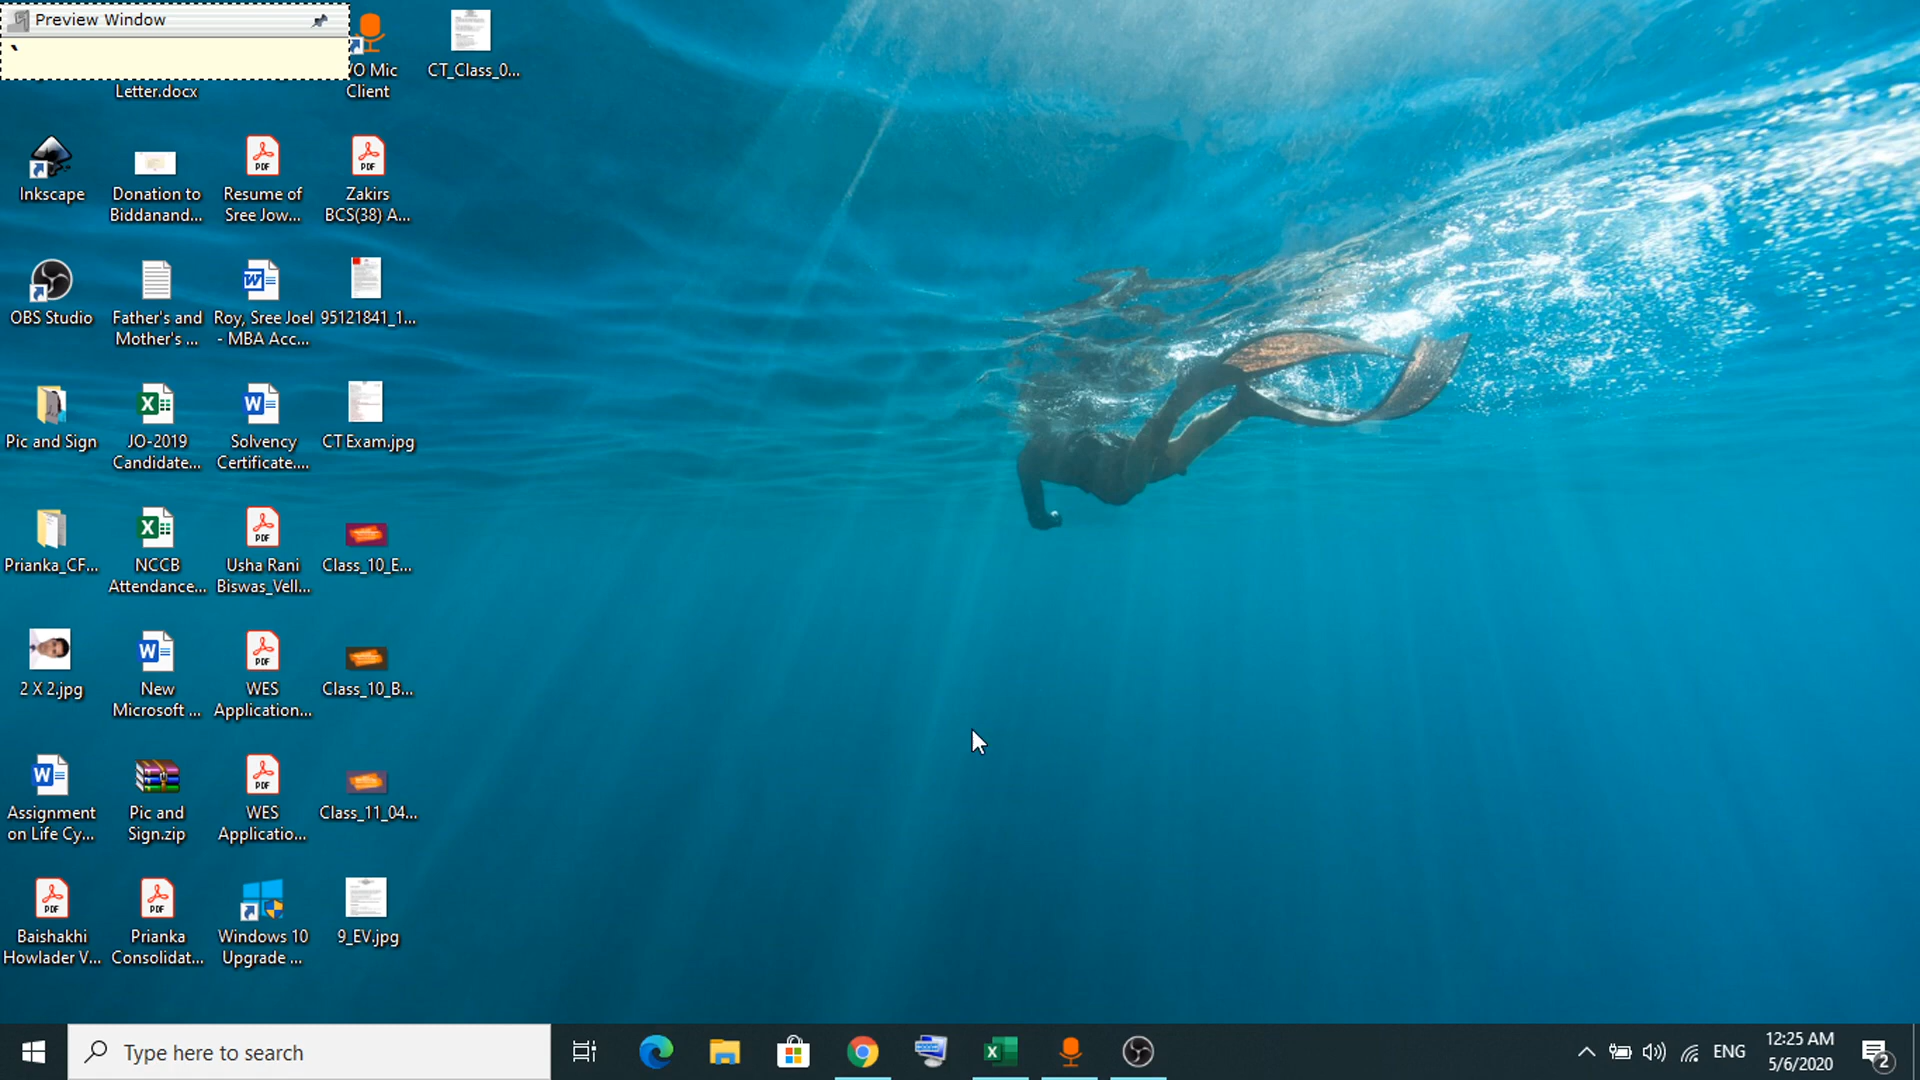 Preview Window
Letter.docx
/O Mic
Client
CT_Class_0...
Inkscape
Donation to
Biddanand...
Resume of
Sree Jow...
Zakirs
BCS(38) A...
OBS Studio
Father's and
Mother's ...
Roy, Sree Joel
- MBA Acc...
95121841_1...
Pic and Sign
JO-2019
Candidate...
Solvency
Certificate....
CT Exam.jpg
Prianka_CF...
NCCB
Attendance...
Usha Rani
Biswas_Vell...
Class_10_E...
2 X 2.jpg
New
Microsoft ...
WES
Application...
Class_10_B...
Assignment
on Life Cy...
Pic and
Sign.zip
WES
Applicatio...
Class_11_04...
Baishakhi
Howlader V...
Prianka
Consolidat...
Windows 10
Upgrade ...
9_EV.jpg
Type here to search
ENG
12:25 AM
5/6/2020
2